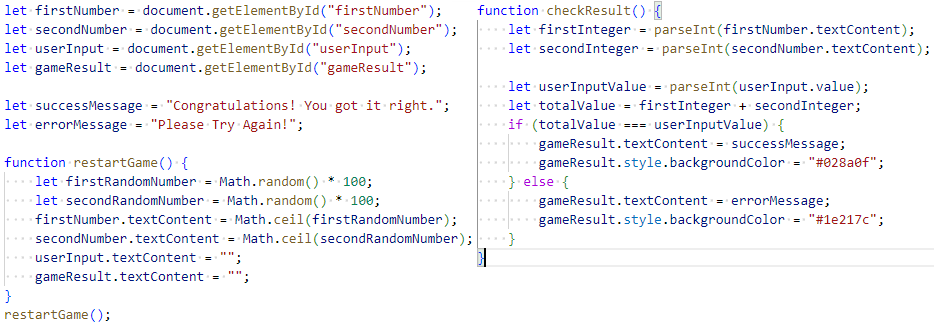 let firstNumber = document.getElementById("firstNumber");
let secondNumber = document.getElementById("secondNumber");
let userInput = document.getElementById("userInput");
let gameResult = document.getElementById("gameResult");

let successMessage = "Congratulations! You got it right.";
let errorMessage = "Please Try Again!";

function restartGame() {
    let firstRandomNumber = Math.random() * 100;
    let secondRandomNumber = Math.random() * 100;
    firstNumber.textContent = Math.ceil(firstRandomNumber);
    secondNumber.textContent = Math.ceil(secondRandomNumber);
    userInput.textContent = "";
    gameResult.textContent = "";
}
restartGame();
function checkResult() {
    let firstInteger = parseInt(firstNumber.textContent);
    let secondInteger = parseInt(secondNumber.textContent);

    let userInputValue = parseInt(userInput.value);
    let totalValue = firstInteger + secondInteger;
    if (totalValue === userInputValue) {
        gameResult.textContent = successMessage;
        gameResult.style.backgroundColor = "#028a0f";
    } else {
        gameResult.textContent = errorMessage;
        gameResult.style.backgroundColor = "#1e217c";
    }
}